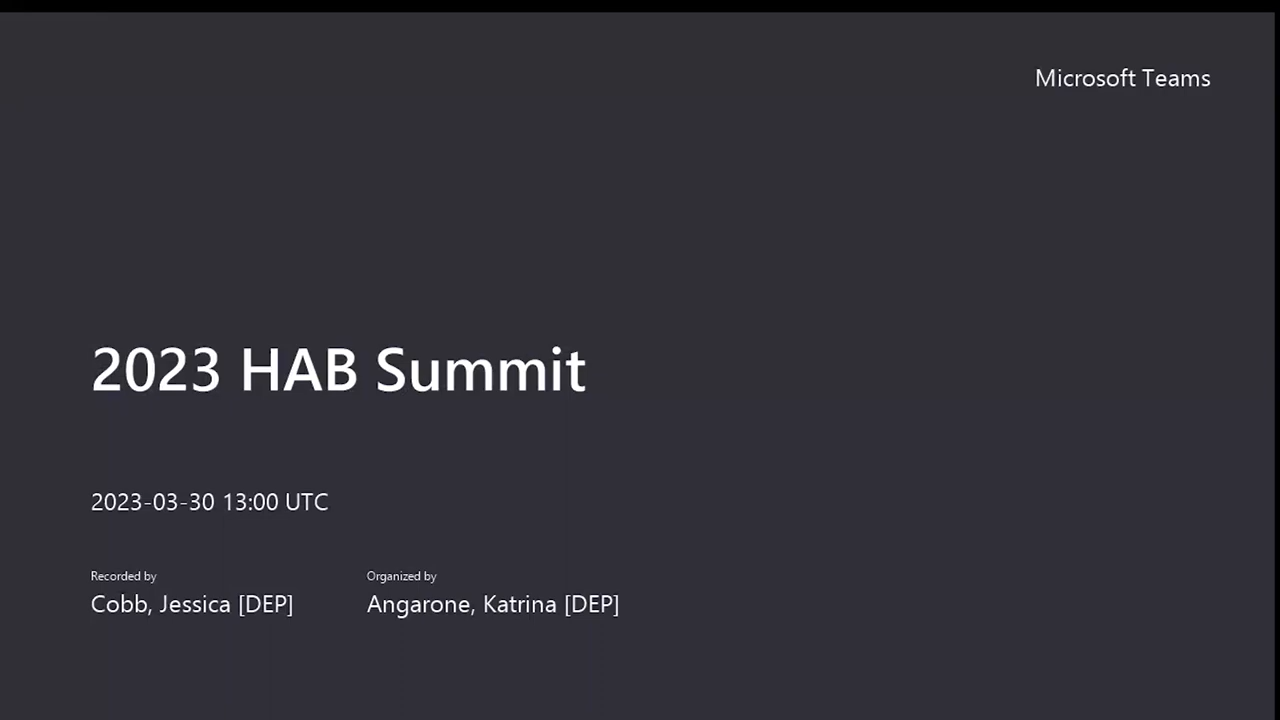 Microsoft Teams
2023 HAB Summit
2023-03-30 13:00 UTC
Recorded by
Cobb, Jessica [DEP]
Organized by
Angarone, Katrina [DEP]